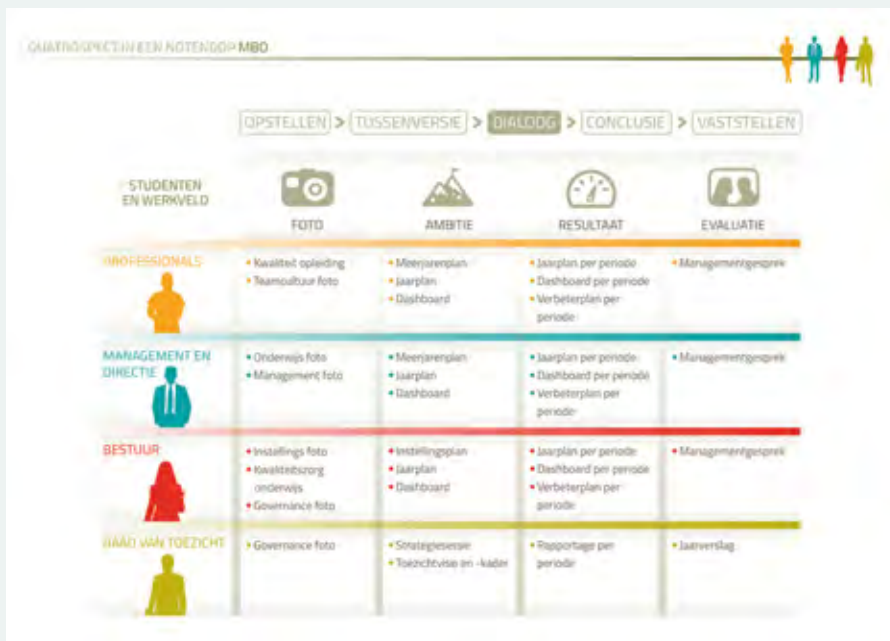 QUATROSPECT IN EEN NOTENDOP MBO
OPSTELLEN > TUSSENVERSIE > DIALOOG > CONCLUSIE > VASTSTELLEN
STUDENTEN
EN WERKVELD
FOTO
AMBITIE
RESULTAAT
EVALUATIE
PROFESSIONALS
• Kwaliteit opleiding
• Teamcultuur foto
• Meerjarenplan
• Jaarplan
• Dashboard
• Jaarplan per periode
• Dashboard per periode
• Verbeterplan per
periode
• Managementgesprek
MANAGEMENT EN
DIRECTIE
• Onderwijs foto
• Management foto
• Meerjarenplan
• Jaarplan
• Dashboard
• Jaarplan per periode
• Dashboard per periode
• Verbeterplan per
periode
• Managementgesprek
BESTUUR
• Instellings foto
• Kwaliteitszorg
onderwijs
• Governance foto
• Instellingsplan
• Jaarplan
• Dashboard
• Jaarplan per periode
• Dashboard per periode
• Verbeterplan per
periode
• Managementgesprek
RAAD VAN TOEZICHT
• Governance foto
• Strategiesessie
• Toezichtvisie en -kader
• Rapportage per
periode
• Jaarverslag